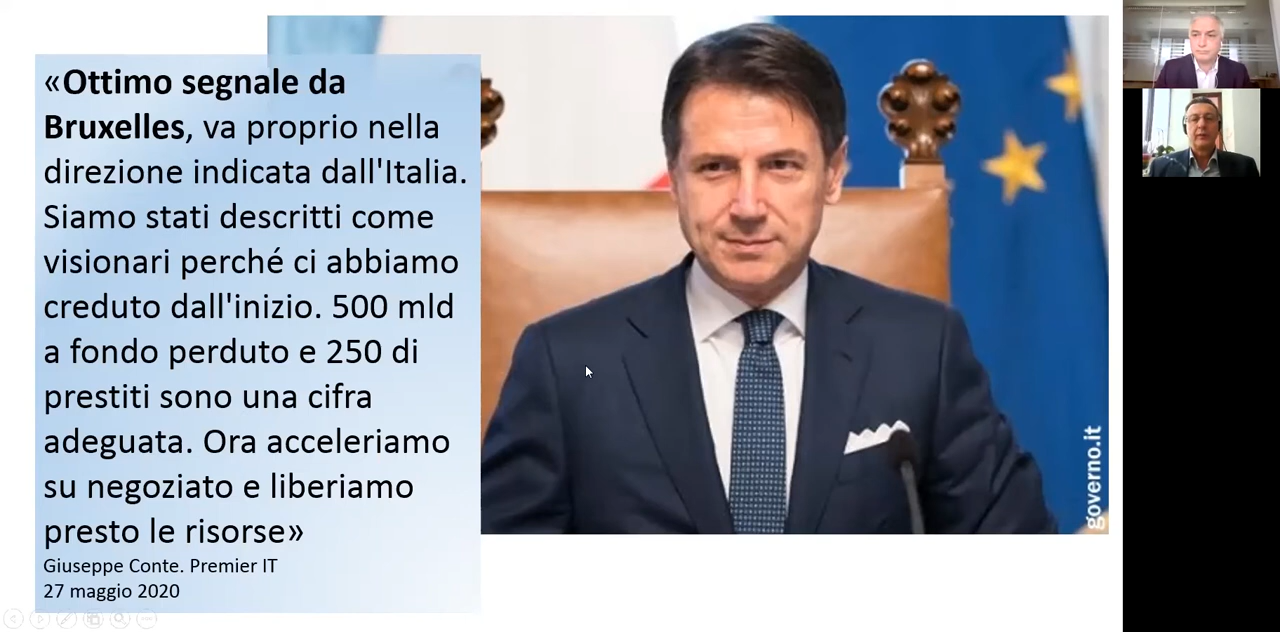 «Ottimo segnale da
Bruxelles, va proprio nella
direzione indicata dall'Italia.
Siamo stati descritti come
visionari perché ci abbiamo
creduto dall'inizio. 500 mld
a fondo perduto e 250 di
prestiti sono una cifra
adeguata. Ora acceleriamo
su negoziato e liberiamo
presto le risorse»
Giuseppe Conte. Premier IT
27 maggio 2020
governo.it